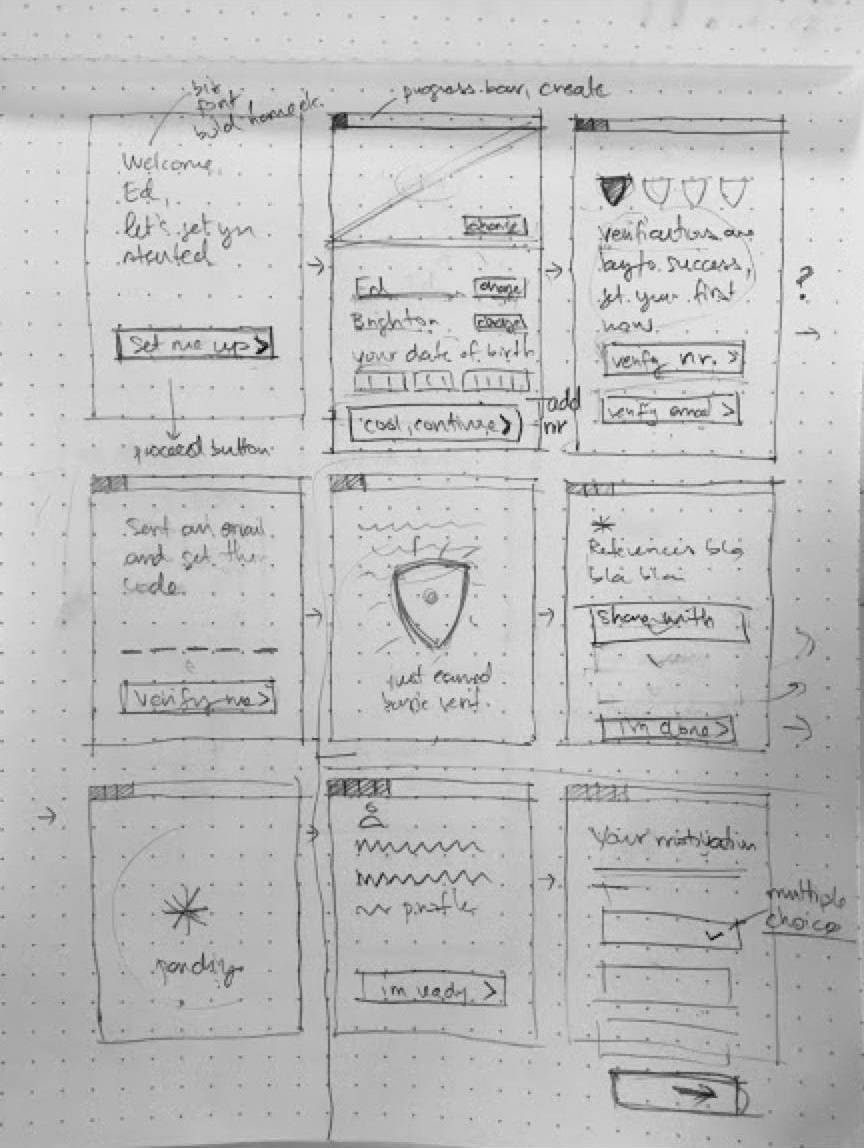 big
font
bold, home
progress bar, create
Welcome,
Ed,
let's get you
started
Set me up >
proceed button
change
Ed change
Brighton change
your date of birth
cool, continue >
add
nr
verifications are
key to success,
get your first
now.
verify nr. >
verify email >
?
Sent an email
and get the
code.
Verify me >
just earned
basic verif.
References bla
bla bla
Share with
i'm done >
pending
profile
im ready >
Your motivation
multiple
choice